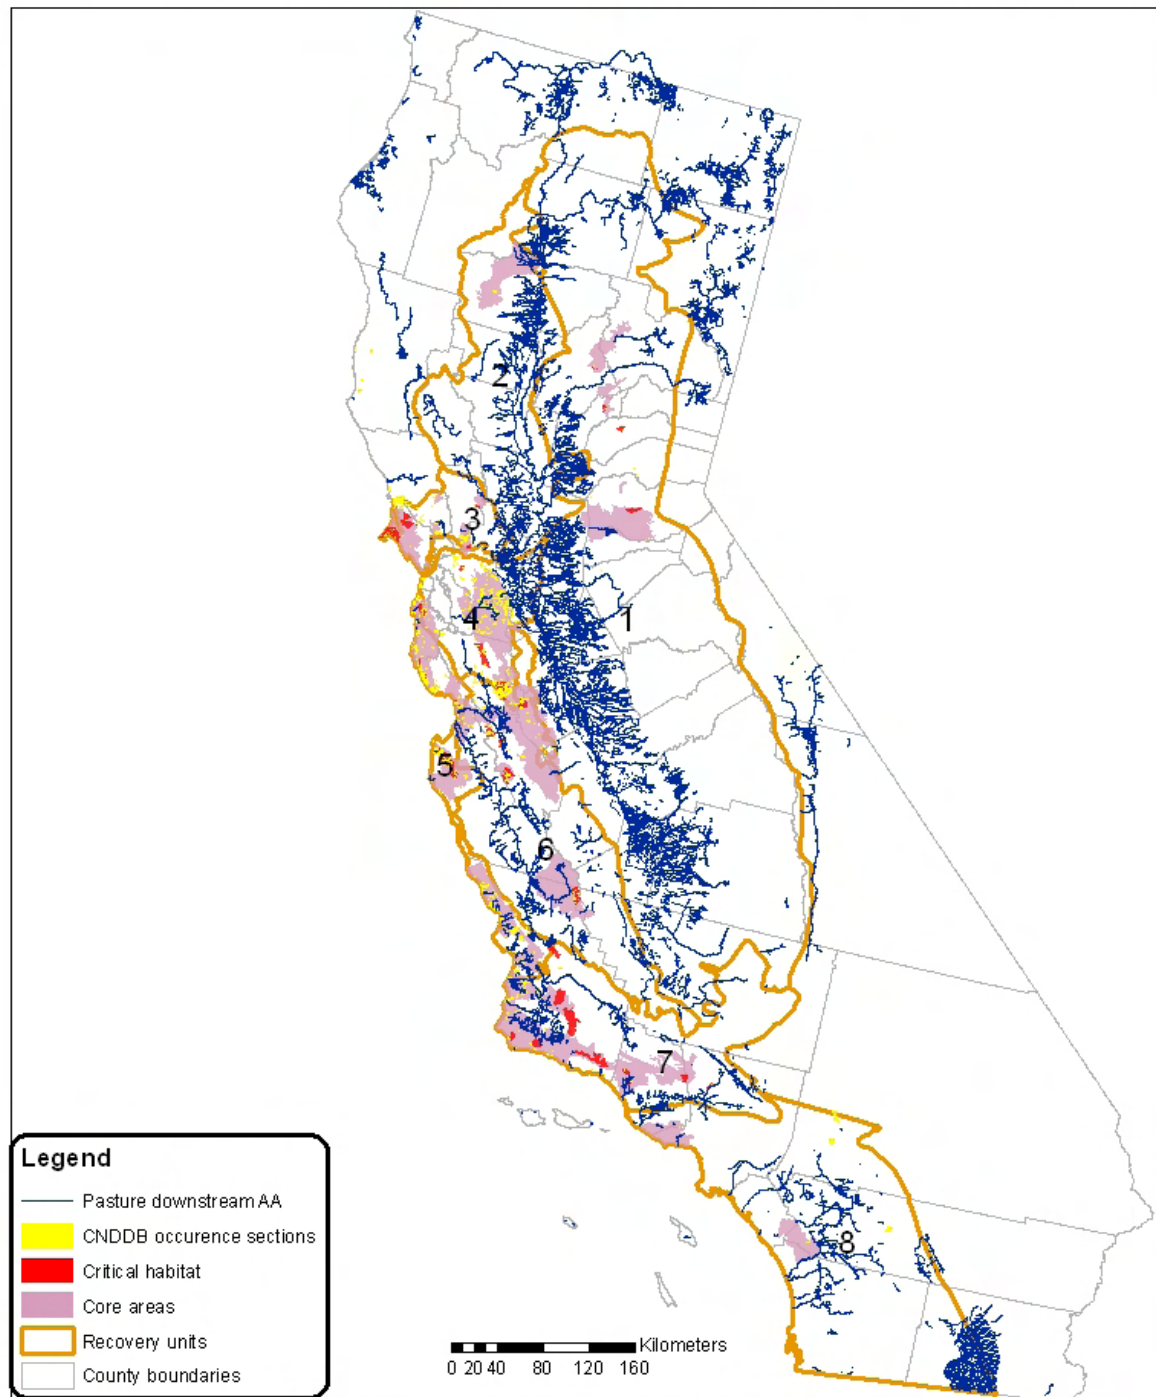 2
3
4
1
5
6
7
8
Legend
Pasture downstream AA
CNDDB occurence sections
Critical habitat
Core areas
Recovery units
County boundaries
Kilometers
0 20 40 80 120 160